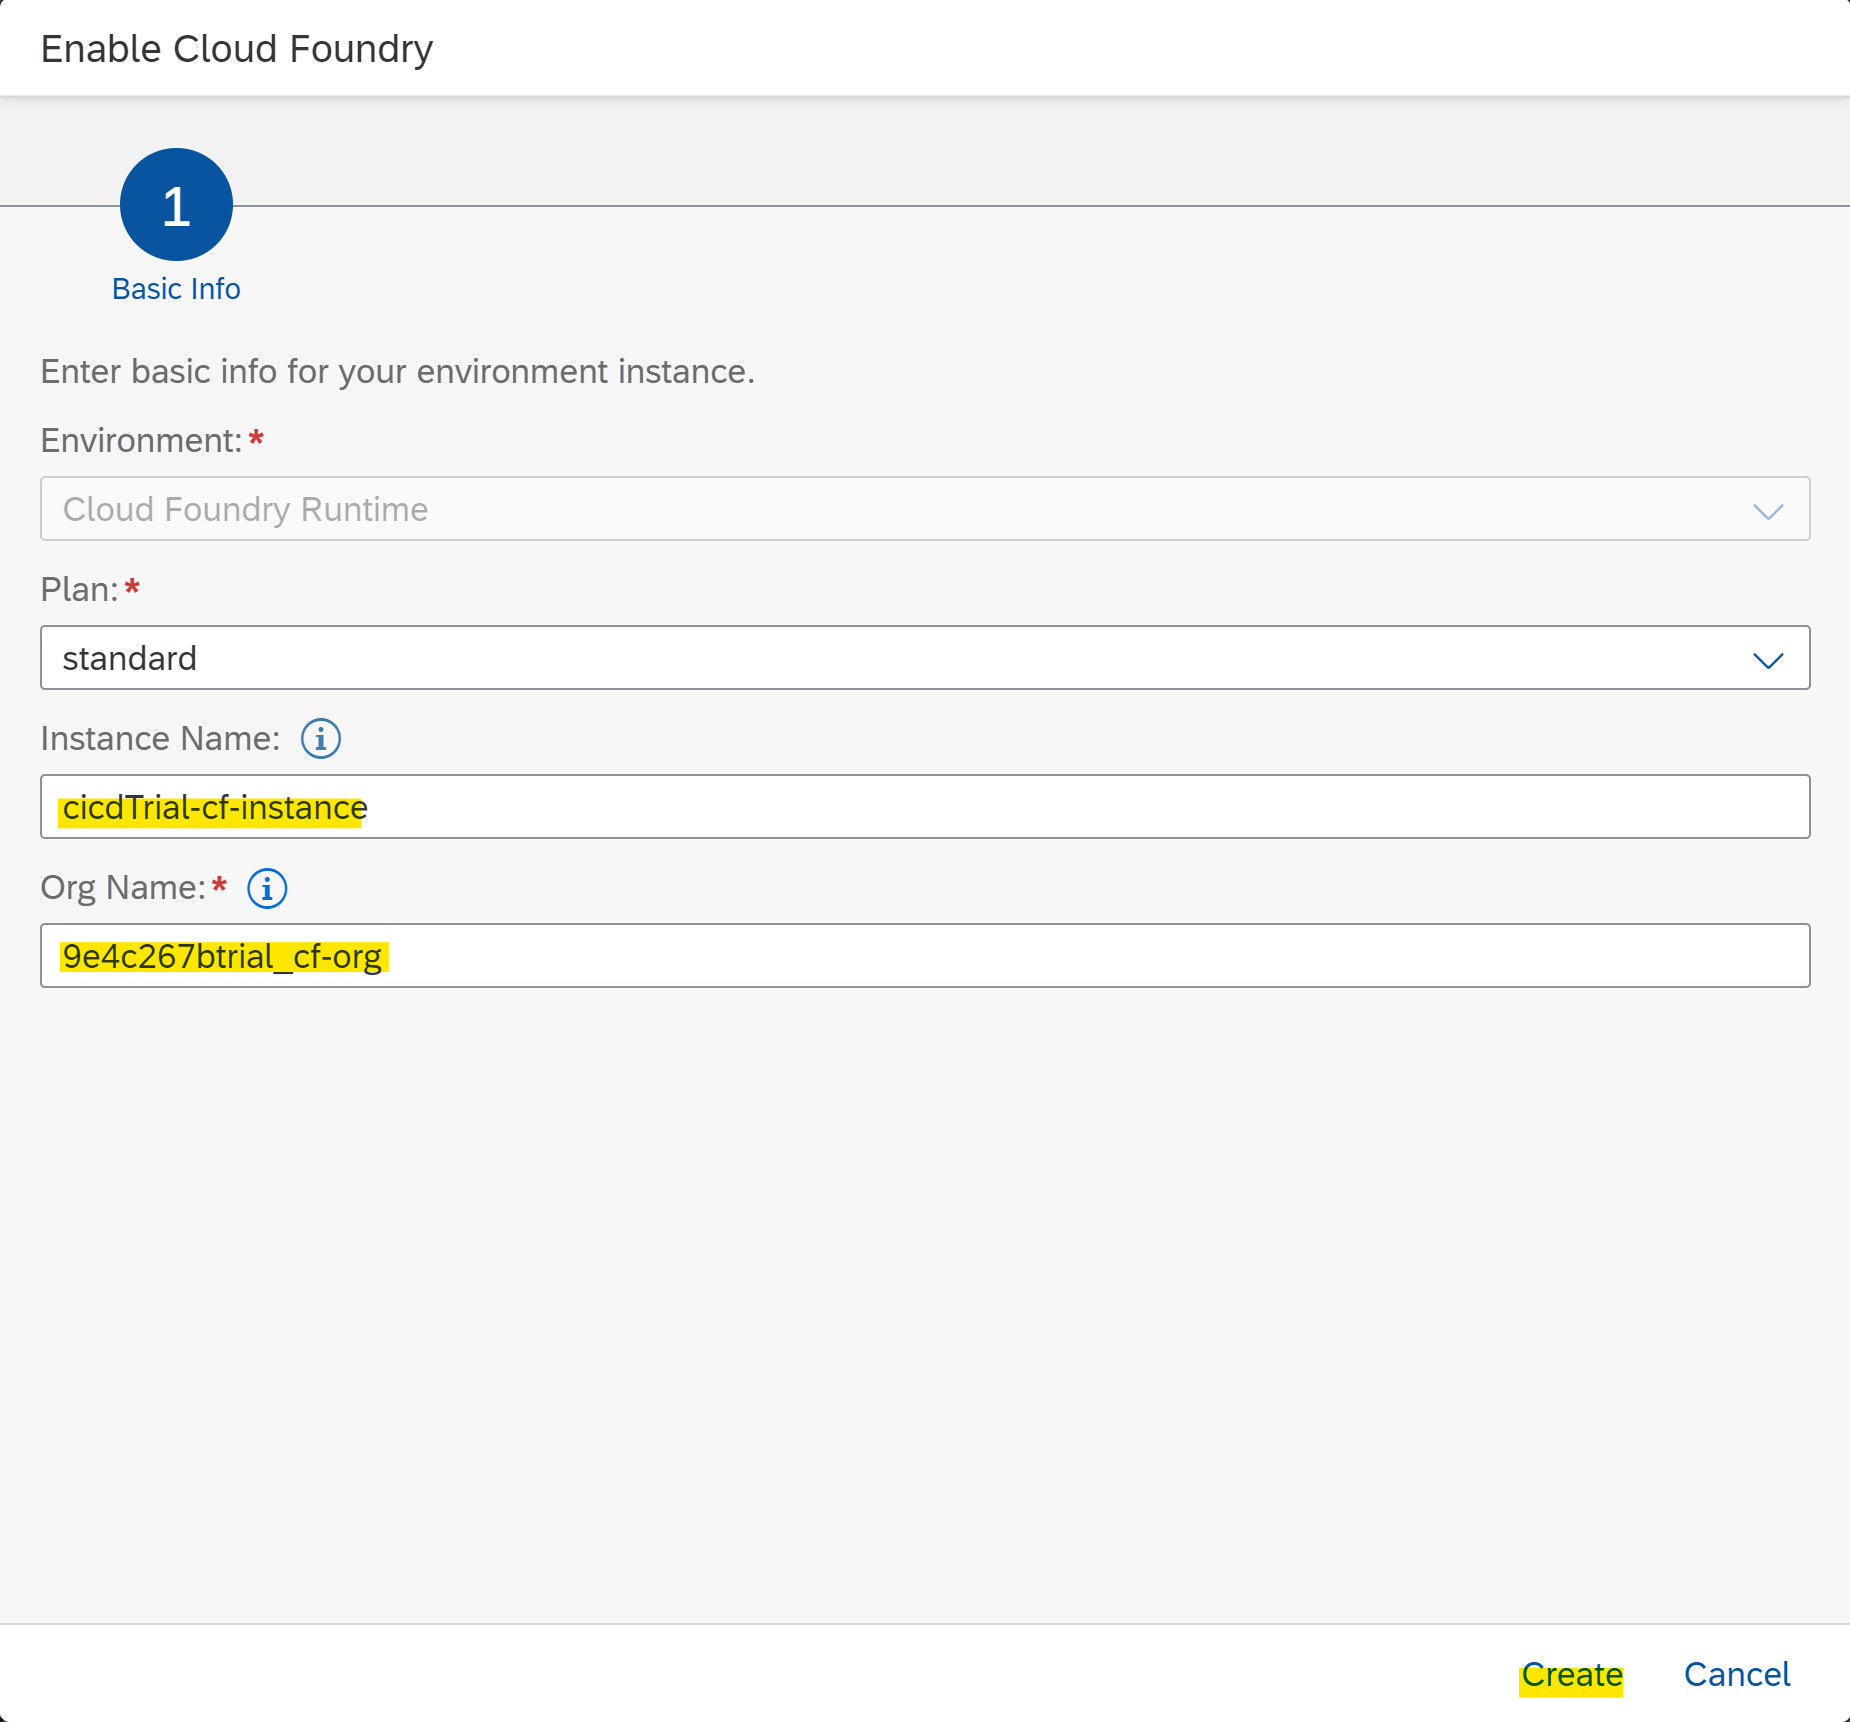 Enable Cloud Foundry
1
Basic Info
Enter basic info for your environment instance.
Environment:*
Cloud Foundry Runtime
Plan:*
standard
Instance Name:
cicdTrial-cf-instance
Org Name:*
9e4c267btrial_cf-org
Create Cancel